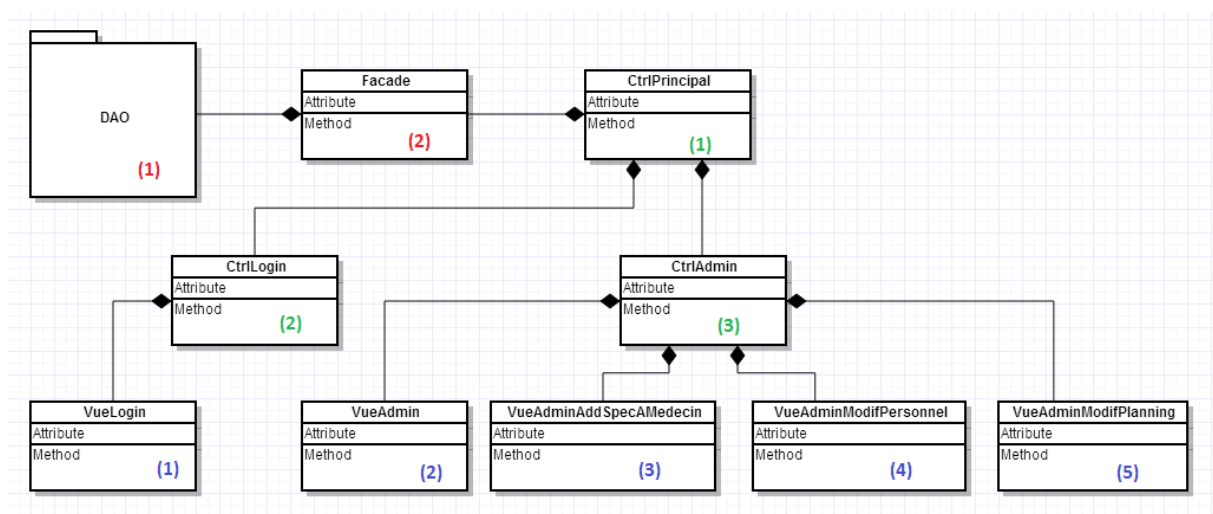 DAO
(1)
Facade
Attribute
Method
(2)
CtrlPrincipal
Attribute
Method
(1)
CtrlLogin
Attribute
Method
(2)
CtrlAdmin
Attribute
Method
(3)
VueLogin
Attribute
Method
(1)
VueAdmin
Attribute
Method
(2)
VueAdminAddSpecAMedecin
Attribute
Method
(3)
VueAdminModifPersonnel
Attribute
Method
(4)
VueAdminModifPlanning
Attribute
Method
(5)